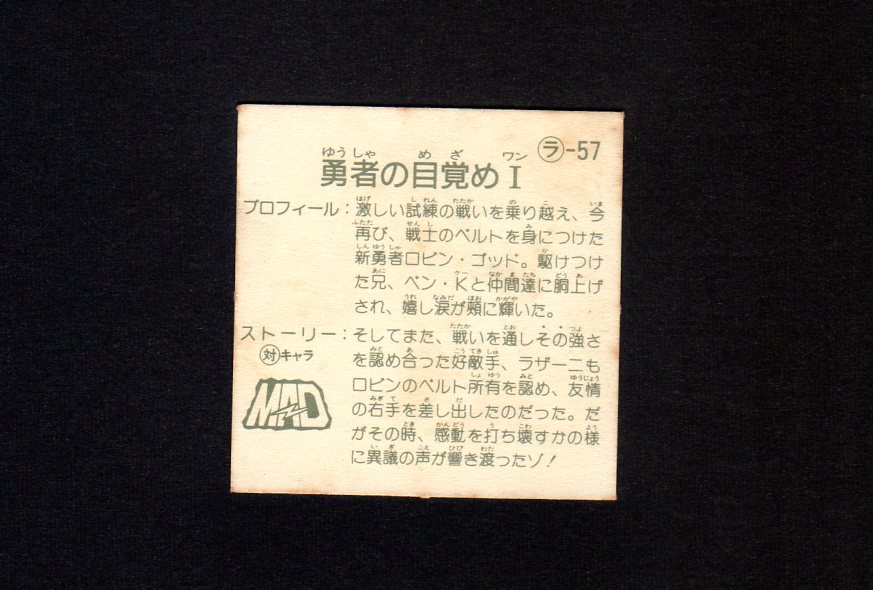 ラ-57
ゆうしゃ めざ ワン
勇者の目覚めI
プロフィール：激しい試練の戦いを乗り越え、今
再び、戦士のベルトを身につけた
新勇者ロビン・ゴッド。駆けつけ
た兄、ベン・Kと仲間達に胴上げ
され、嬉し涙が頰に輝いた。
ストーリー：そしてまた、戦いを通しその強さ
対キャラ を認め合った好敵手、ラザーニも
ロビンのベルト所有を認め、友情
MAD の右手を差し出したのだった。だ
がその時、感動を打ち壊すかの様
に異議の声が響き渡ったゾ！